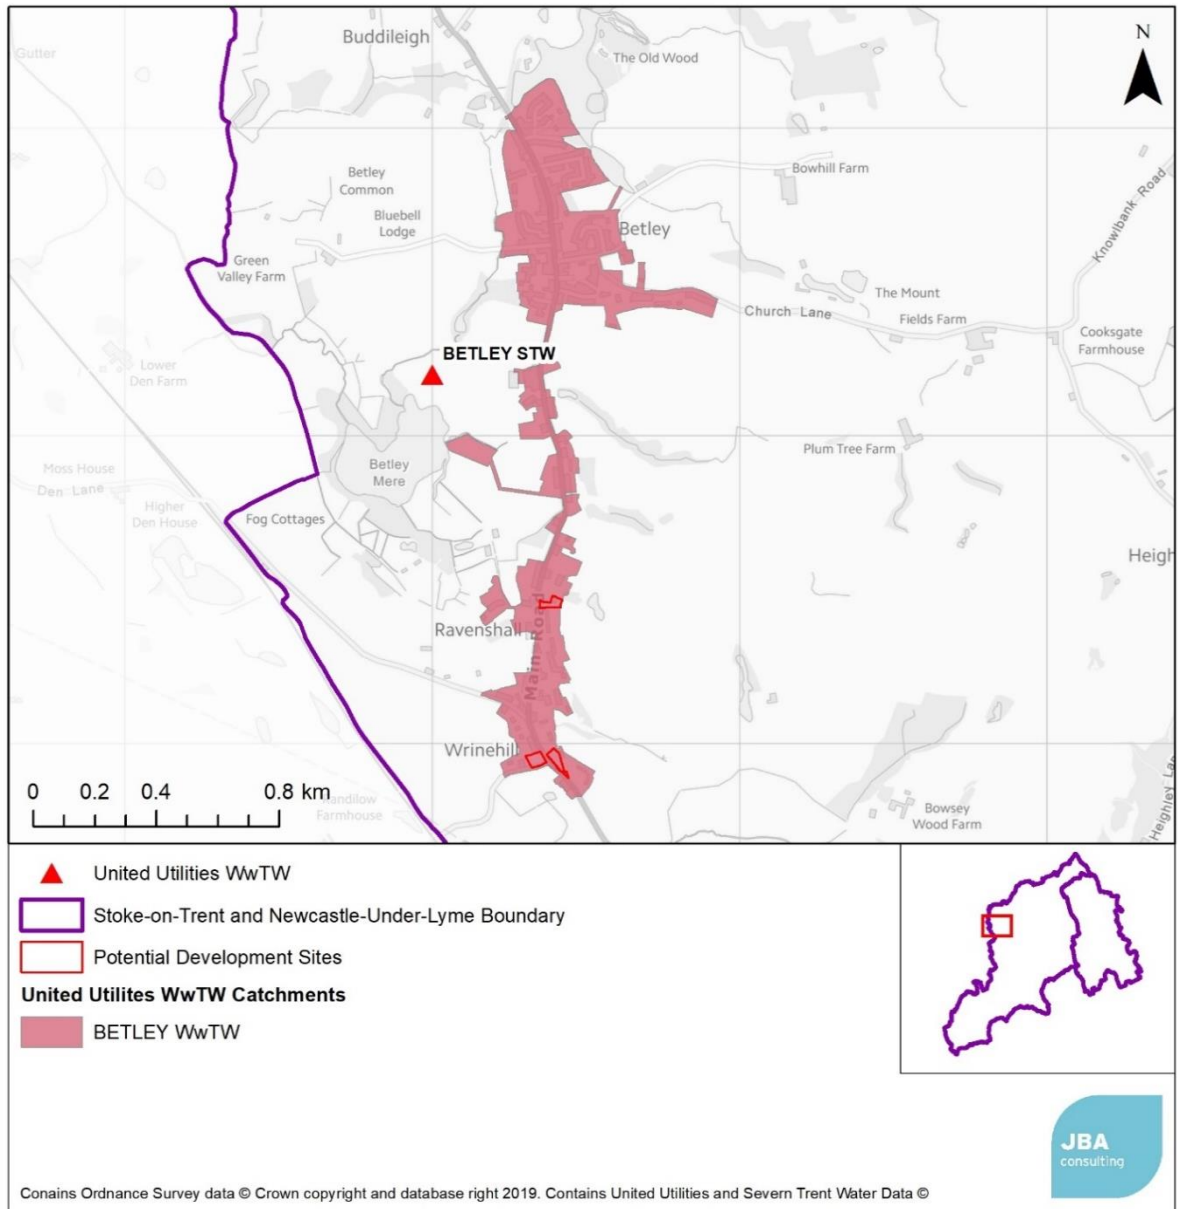 Buddileigh
N
Gutter
The Old Wood
Betley
Common
Bowhill Farm
Bluebell
Lodge
Knowlbank Road
Betley
Green
Valley Farm
The Mount
Church Lane
Fields Farm
Cooksgate
Farmhouse
BETLEY STW
Lower
Den Farm
Plum Tree Farm
Betley
Mere
Moss House
Den Lane
Higher
Den House
Fog Cottages
Heigh
Main Road
Ravenshall
Wrinehill
0 0.2 0.4 0.8 km
Randilow
Farmhouse
Bowsey
Wood Farm
Heighley La
United Utilities WwTW
Stoke-on-Trent and Newcastle-Under-Lyme Boundary
Potential Development Sites
United Utilites WwTW Catchments
BETLEY WwTW
JBA
consulting
Conains Ordnance Survey data © Crown copyright and database right 2019. Contains United Utilities and Severn Trent Water Data ©